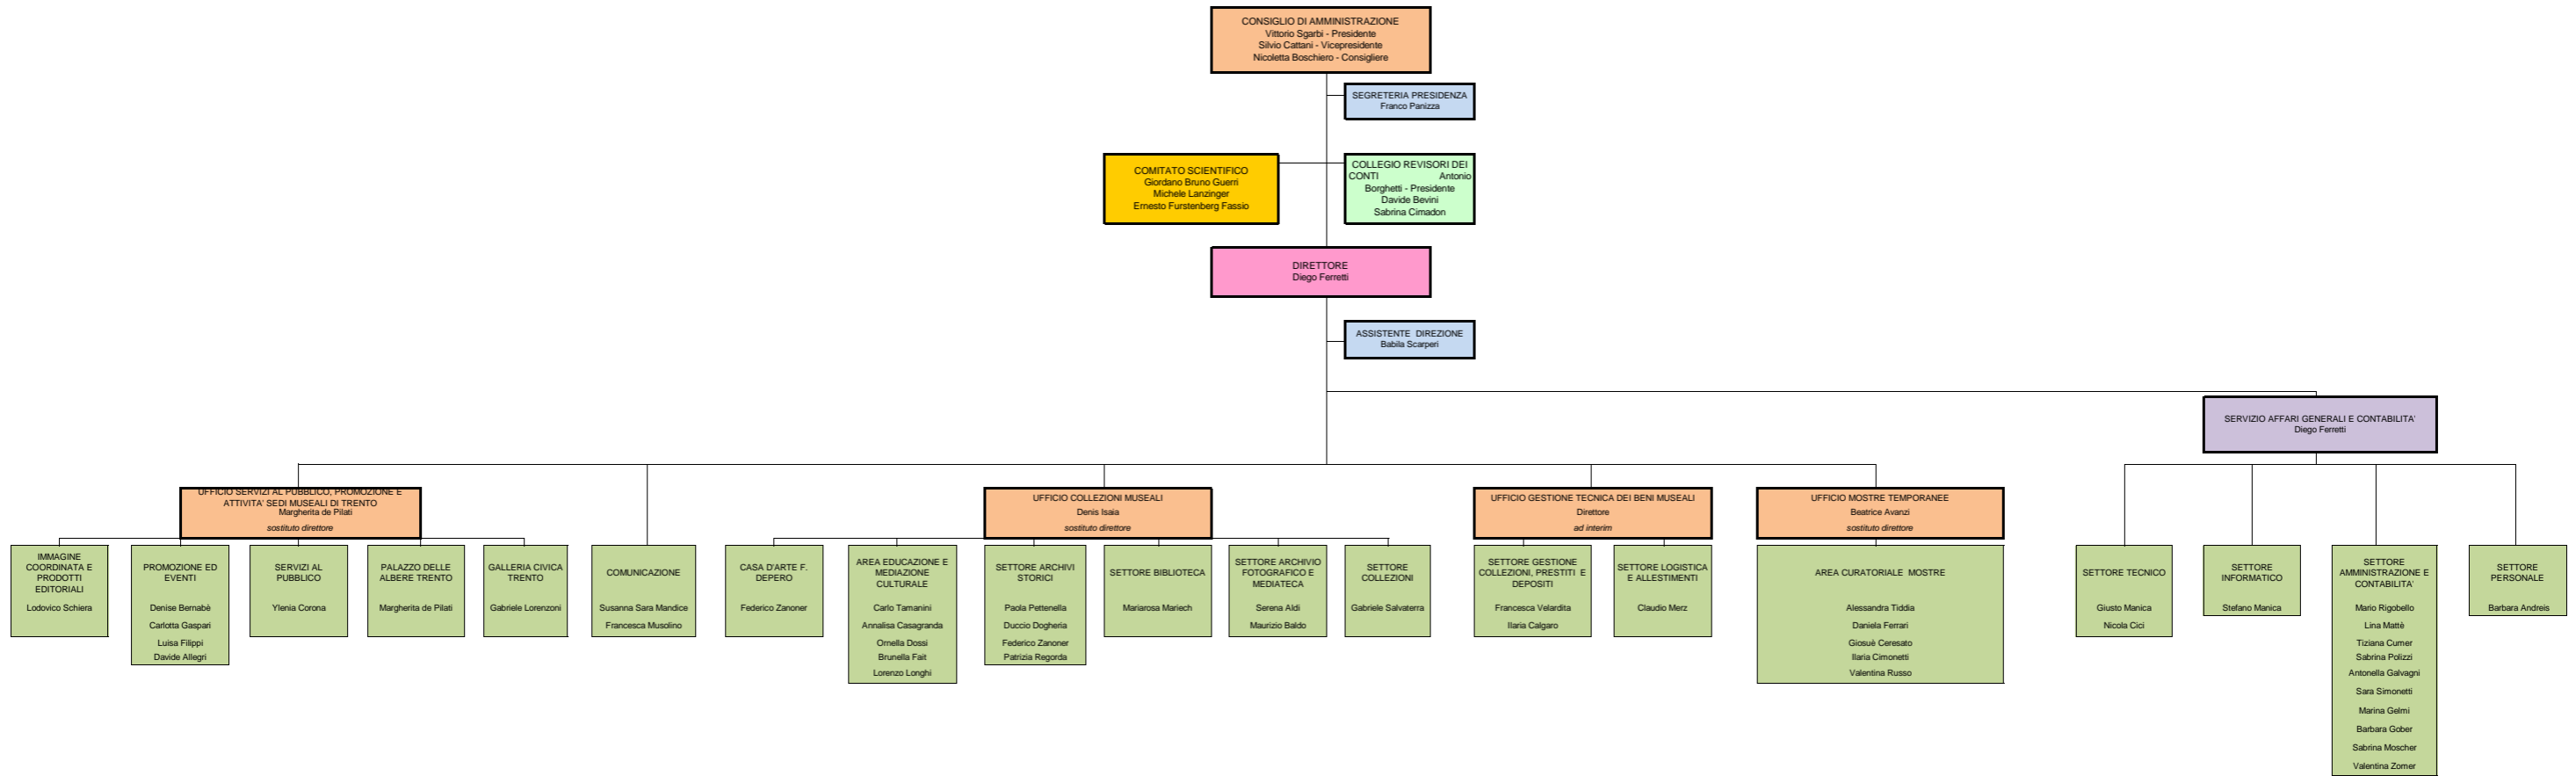 CONSIGLIO DI AMMINISTRAZIONE
Vittorio Sgarbi - Presidente
Silvio Cattani - Vicepresidente
Nicoletta Boschiero - Consigliere
SEGRETERIA PRESIDENZA
Franco Panizza
COMITATO SCIENTIFICO
Giordano Bruno Guerri
Michele Lanzinger
Ernesto Furstenberg Fassio
COLLEGIO REVISORI DEI
CONTI Antonio
Borghetti - Presidente
Davide Bevini
Sabrina Cimadon
DIRETTORE
Diego Ferretti
ASSISTENTE DIREZIONE
Babila Scarperi
SERVIZIO AFFARI GENERALI E CONTABILITA'
Diego Ferretti
UFFICIO SERVIZI AL PUBBLICO, PROMOZIONE E
ATTIVITA' SEDI MUSEALI DI TRENTO
Margherita de Pilati
sostituto direttore
UFFICIO COLLEZIONI MUSEALI
Denis Isaia
sostituto direttore
UFFICIO GESTIONE TECNICA DEI BENI MUSEALI
Direttore
ad interim
UFFICIO MOSTRE TEMPORANEE
Beatrice Avanzi
sostituto direttore
IMMAGINE
COORDINATA E
PRODOTTI
EDITORIALI
Lodovico Schiera
PROMOZIONE ED
EVENTI
Denise Bernabè
Carlotta Gaspari
Luisa Filippi
Davide Allegri
SERVIZI AL
PUBBLICO
Ylenia Corona
PALAZZO DELLE
ALBERE TRENTO
Margherita de Pilati
GALLERIA CIVICA
TRENTO
Gabriele Lorenzoni
COMUNICAZIONE
Susanna Sara Mandice
Francesca Musolino
CASA D'ARTE F.
DEPERO
Federico Zanoner
AREA EDUCAZIONE E
MEDIAZIONE
CULTURALE
Carlo Tamanini
Annalisa Casagranda
Ornella Dossi
Brunella Fait
Lorenzo Longhi
SETTORE ARCHIVI
STORICI
Paola Pettenella
Duccio Dogheria
Federico Zanoner
Patrizia Regorda
SETTORE BIBLIOTECA
Mariarosa Mariech
SETTORE ARCHIVIO
FOTOGRAFICO E
MEDIATECA
Serena Aldi
Maurizio Baldo
SETTORE
COLLEZIONI
Gabriele Salvaterra
SETTORE GESTIONE
COLLEZIONI, PRESTITI E
DEPOSITI
Francesca Velardita
Ilaria Calgaro
SETTORE LOGISTICA
E ALLESTIMENTI
Claudio Merz
AREA CURATORIALE MOSTRE
Alessandra Tiddia
Daniela Ferrari
Giosuè Ceresato
Ilaria Cimonetti
Valentina Russo
SETTORE TECNICO
Giusto Manica
Nicola Cici
SETTORE
INFORMATICO
Stefano Manica
SETTORE
AMMINISTRAZIONE E
CONTABILITA'
Mario Rigobello
Lina Mattè
Tiziana Cumer
Sabrina Polizzi
Antonella Galvagni
Sara Simonetti
Marina Gelmi
Barbara Gober
Sabrina Moscher
Valentina Zomer
SETTORE
PERSONALE
Barbara Andreis